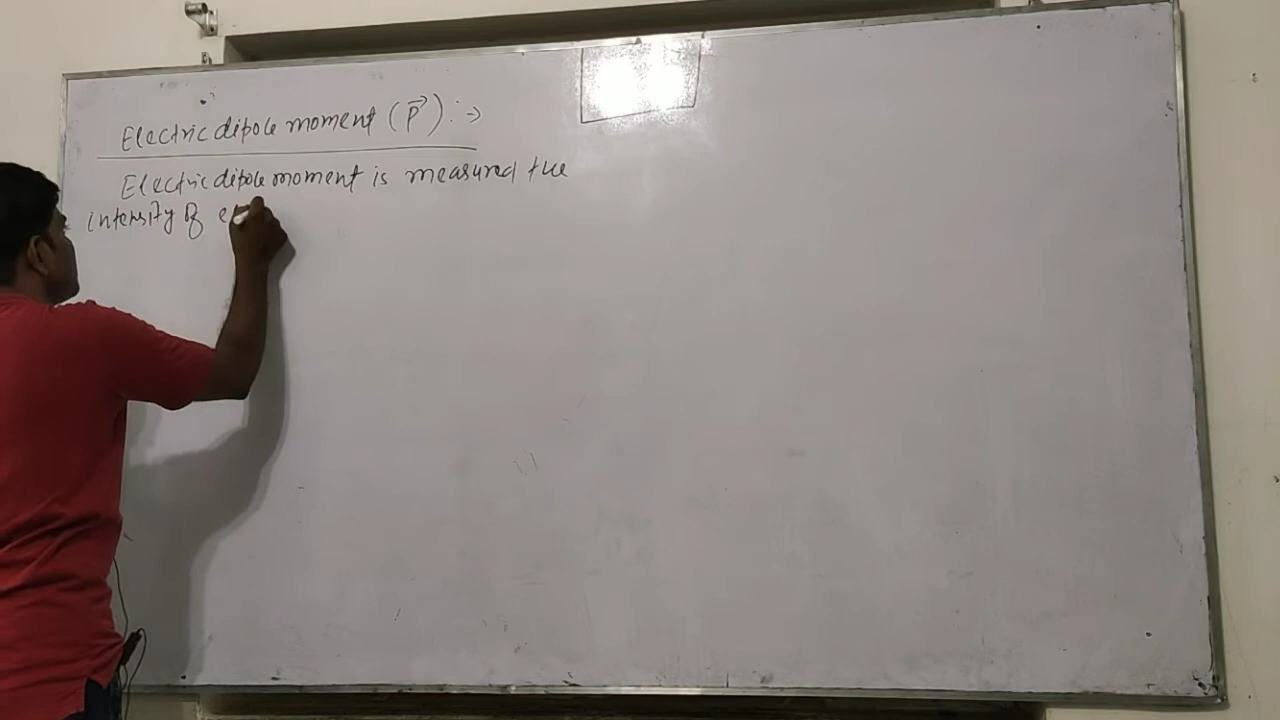 Electric dipole moment (P⃗) :→
Electric dipole moment is measured the
intensity of